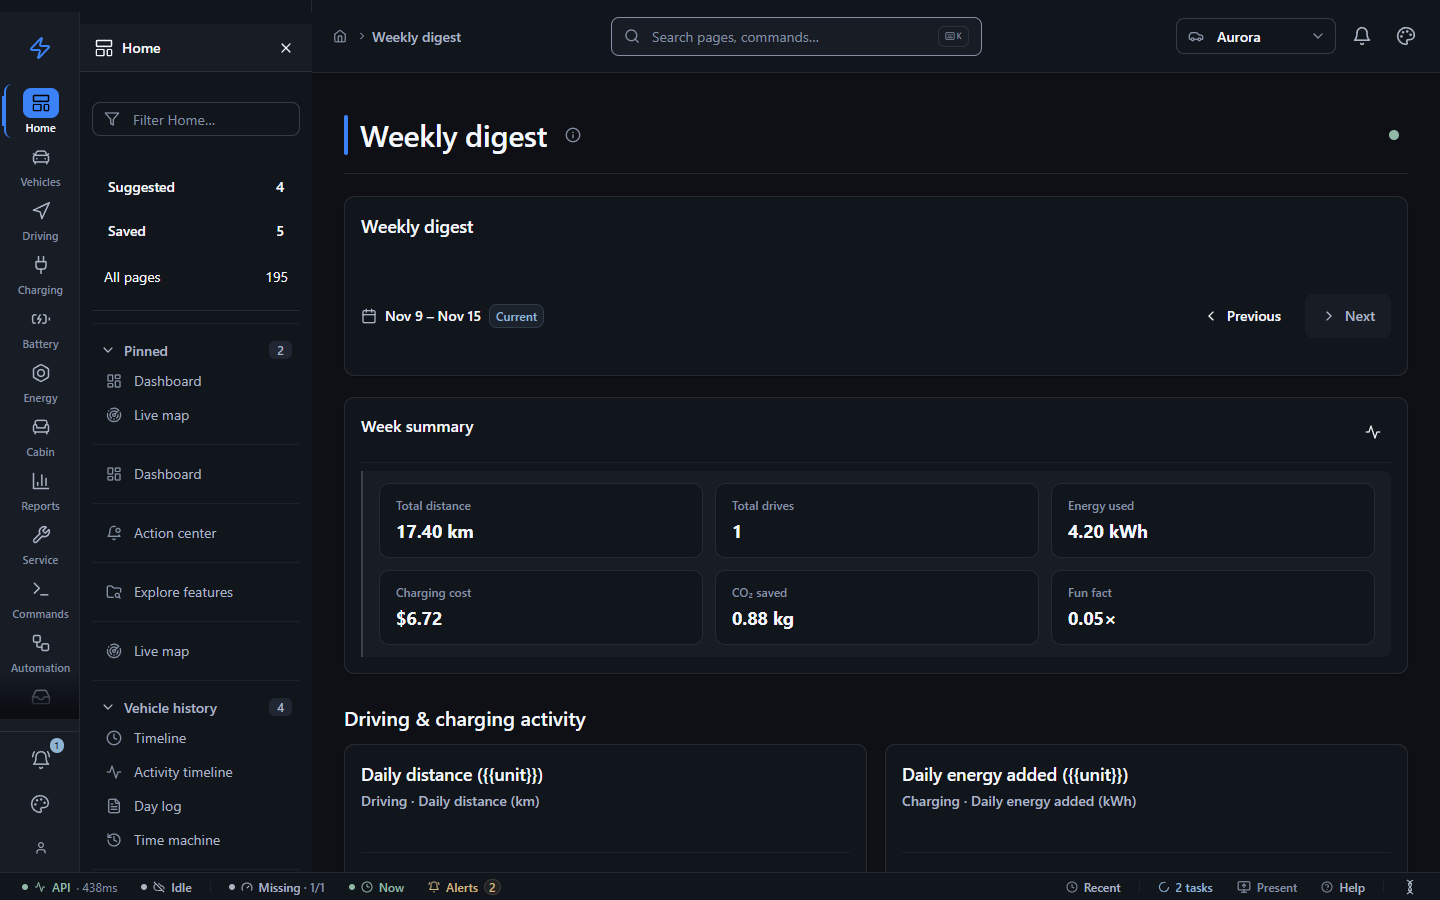 Home
Weekly digest
Search pages, commands...
K
Aurora
Home
Vehicles
Driving
Charging
Battery
Energy
Cabin
Reports
Service
Commands
Automation
1
Filter Home...
Suggested 4
Saved 5
All pages 195
Pinned 2
Dashboard
Live map
Dashboard
Action center
Explore features
Live map
Vehicle history 4
Timeline
Activity timeline
Day log
Time machine
Weekly digest
Weekly digest
Nov 9 – Nov 15 Current
Previous
Next
Week summary
Total distance
17.40 km
Total drives
1
Energy used
4.20 kWh
Charging cost
$6.72
CO₂ saved
0.88 kg
Fun fact
0.05×
Driving & charging activity
Daily distance ({{unit}})
Driving · Daily distance (km)
Daily energy added ({{unit}})
Charging · Daily energy added (kWh)
API · 438ms
Idle
Missing · 1/1
Now
Alerts 2
Recent
2 tasks
Present
Help